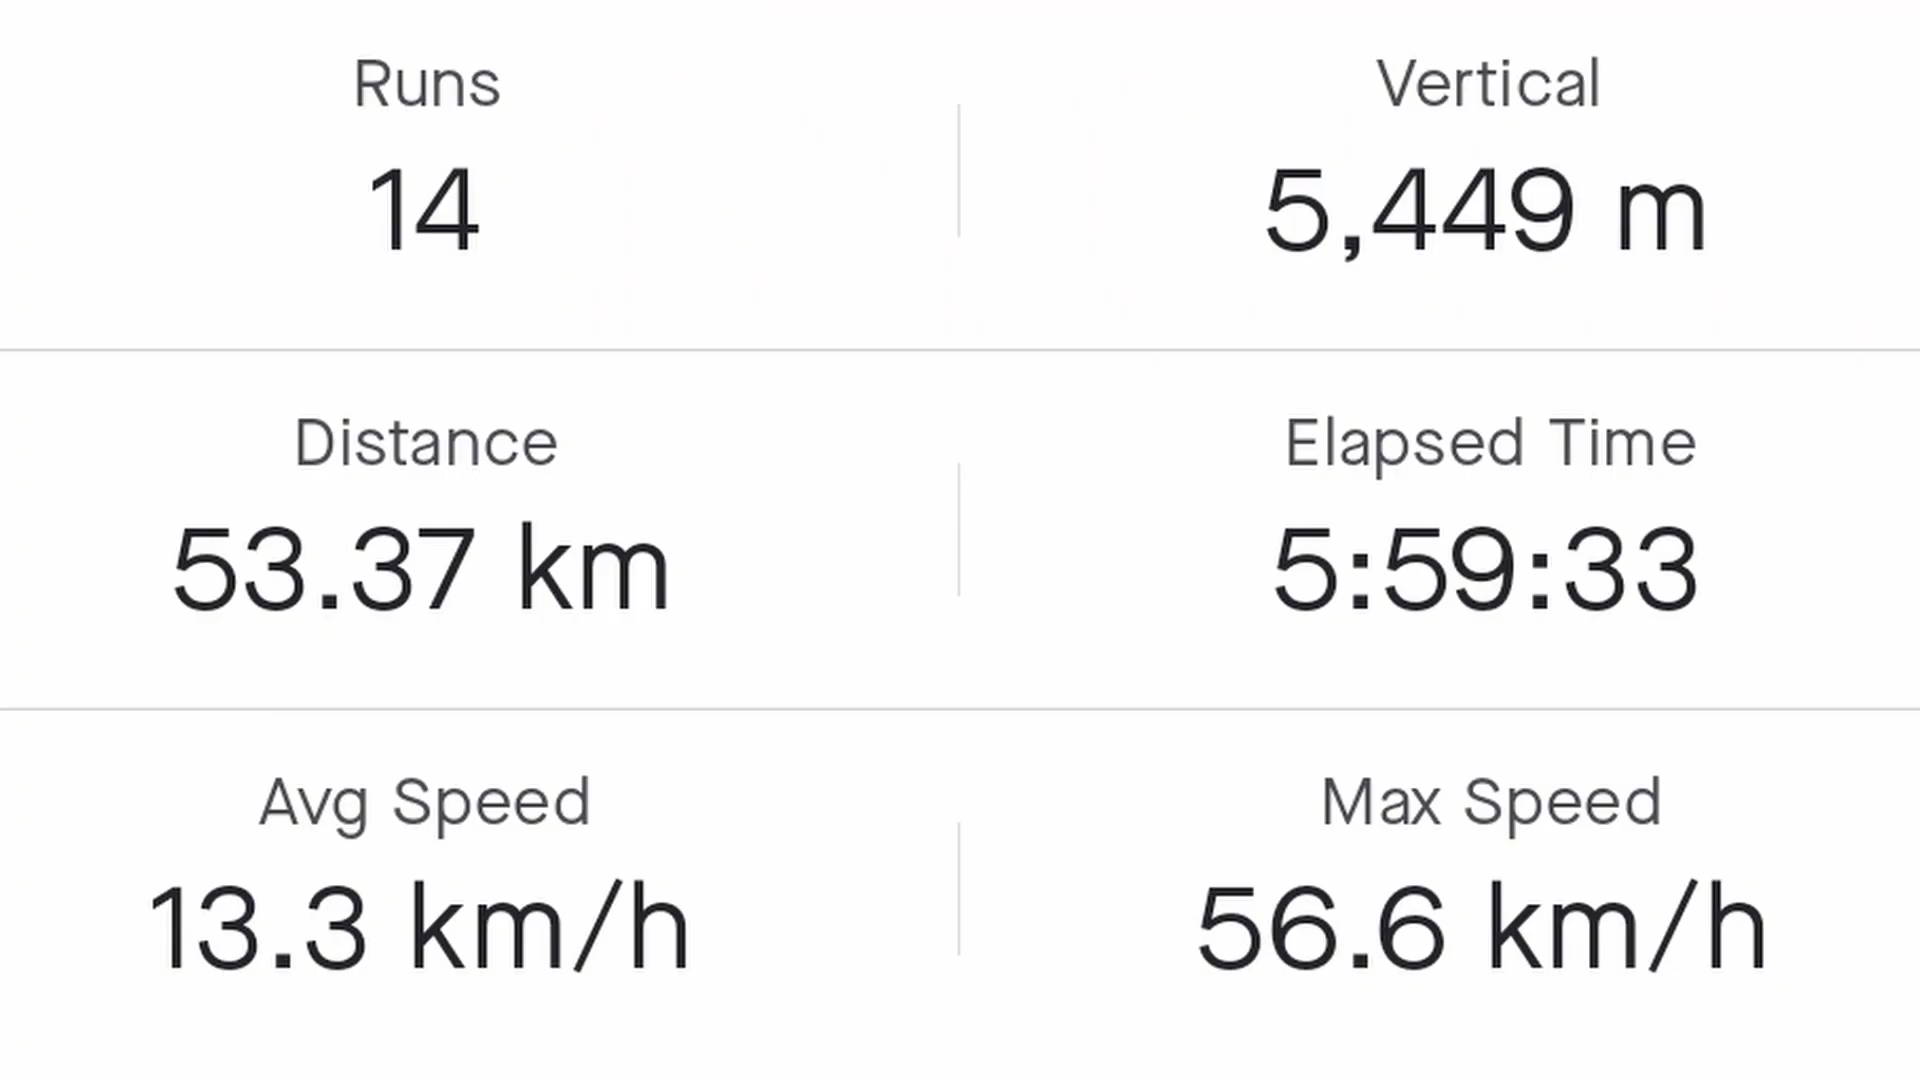 Runs
Vertical
14
5,449 m
Distance
Elapsed Time
53.37 km
5:59:33
Avg Speed
Max Speed
13.3 km/h
56.6 km/h